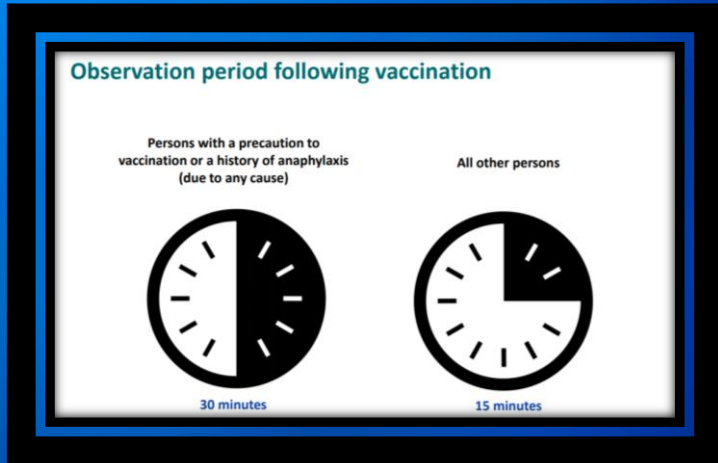 Observation period following vaccination
Persons with a precaution to
vaccination or a history of anaphylaxis
(due to any cause)
All other persons
30 minutes
15 minutes